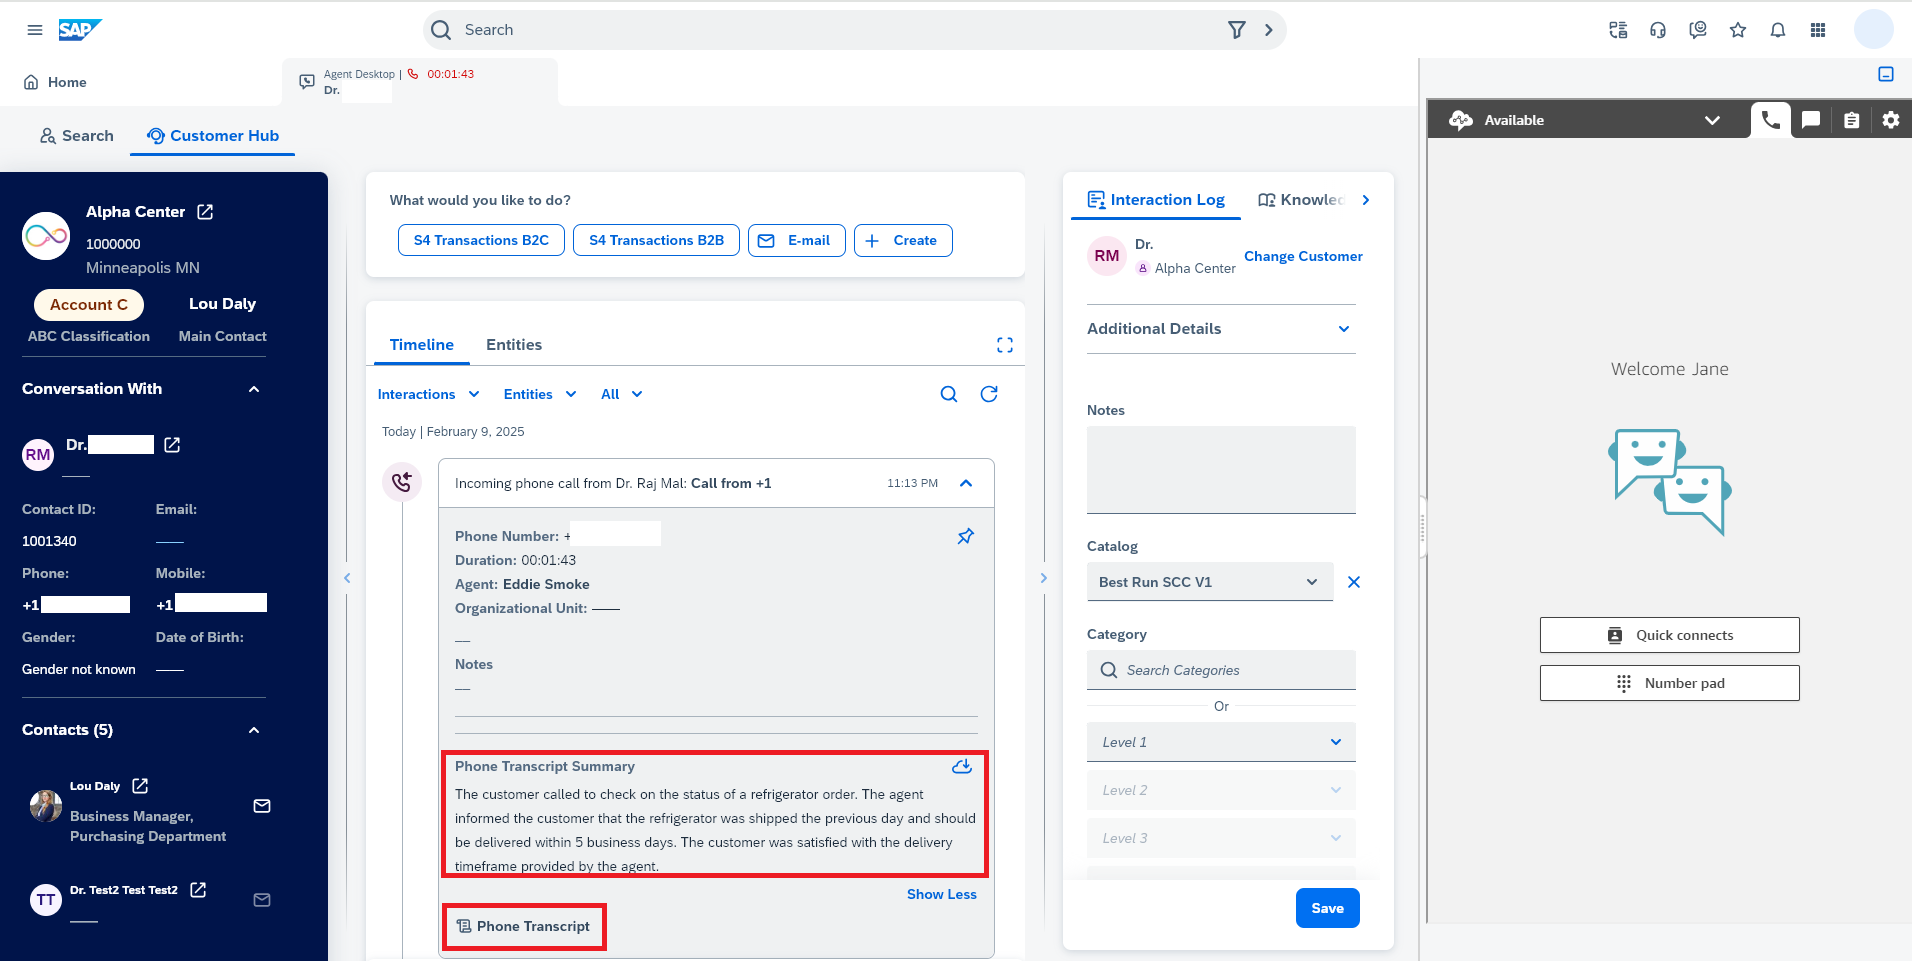 SAP
Search
Home
Agent Desktop | 00:01:43
Dr.
Search
Customer Hub
Alpha Center
1000000
Minneapolis MN
Account C
Lou Daly
ABC Classification
Main Contact
Conversation With
RM
Dr.
Contact ID:
Email:
1001340
Phone:
Mobile:
+1
+1
Gender:
Date of Birth:
Gender not known
Contacts (5)
Lou Daly
Business Manager,
Purchasing Department
TT
Dr. Test2 Test Test2
What would you like to do?
S4 Transactions B2C
S4 Transactions B2B
E-mail
Create
Timeline
Entities
Interactions
Entities
All
Today | February 9, 2025
Incoming phone call from Dr. Raj Mal: Call from +1
11:13 PM
Phone Number: +
Duration: 00:01:43
Agent: Eddie Smoke
Organizational Unit:
Notes
Phone Transcript Summary
The customer called to check on the status of a refrigerator order. The agent
informed the customer that the refrigerator was shipped the previous day and should
be delivered within 5 business days. The customer was satisfied with the delivery
timeframe provided by the agent.
Show Less
Phone Transcript
Interaction Log
Knowlec
RM
Dr.
Alpha Center
Change Customer
Additional Details
Notes
Catalog
Best Run SCC V1
Category
Search Categories
Or
Level 1
Level 2
Level 3
Save
Available
Welcome Jane
Quick connects
Number pad